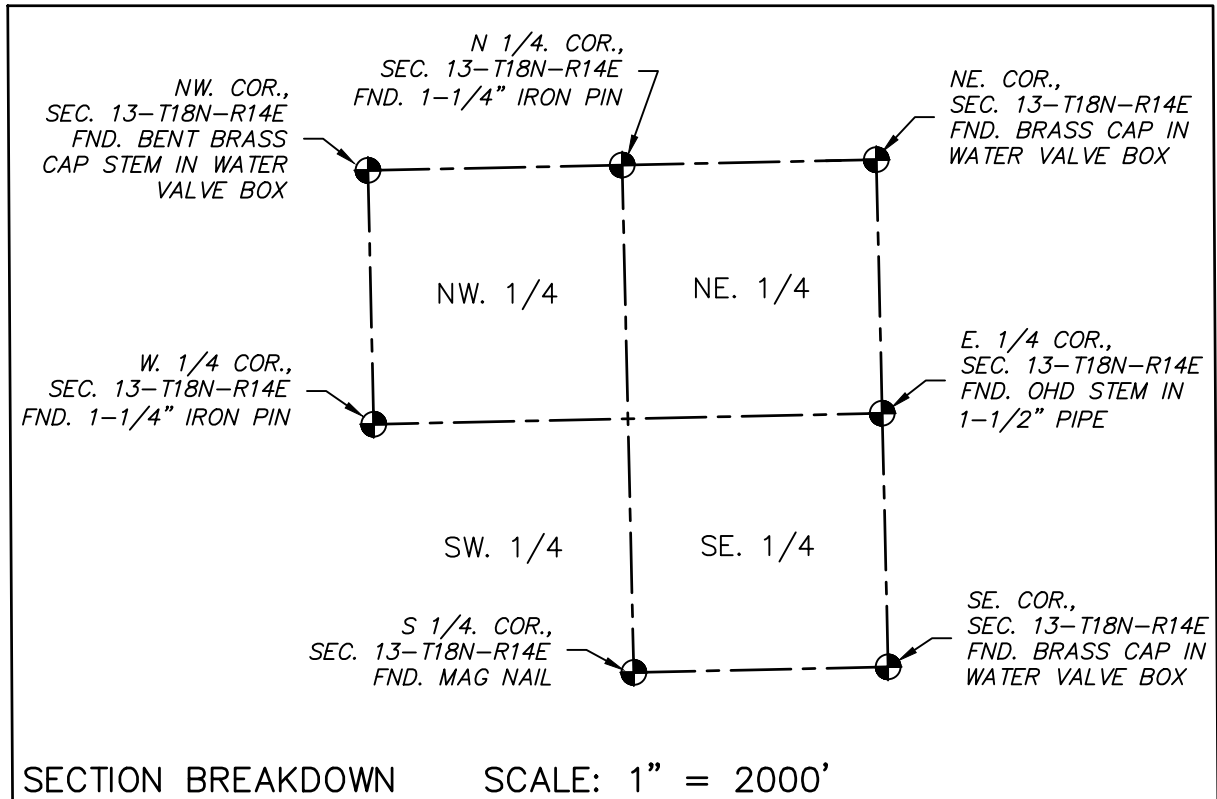 N 1/4. COR.,
SEC. 13-T18N-R14E
FND. 1-1/4" IRON PIN
NW. COR.,
SEC. 13-T18N-R14E
FND. BENT BRASS
CAP STEM IN WATER
VALVE BOX
NE. COR.,
SEC. 13-T18N-R14E
FND. BRASS CAP IN
WATER VALVE BOX
NW. 1/4
NE. 1/4
W. 1/4 COR.,
SEC. 13-T18N-R14E
FND. 1-1/4" IRON PIN
E. 1/4 COR.,
SEC. 13-T18N-R14E
FND. OHD STEM IN
1-1/2" PIPE
SW. 1/4
SE. 1/4
S 1/4. COR.,
SEC. 13-T18N-R14E
FND. MAG NAIL
SE. COR.,
SEC. 13-T18N-R14E
FND. BRASS CAP IN
WATER VALVE BOX
SECTION BREAKDOWN SCALE: 1" = 2000'